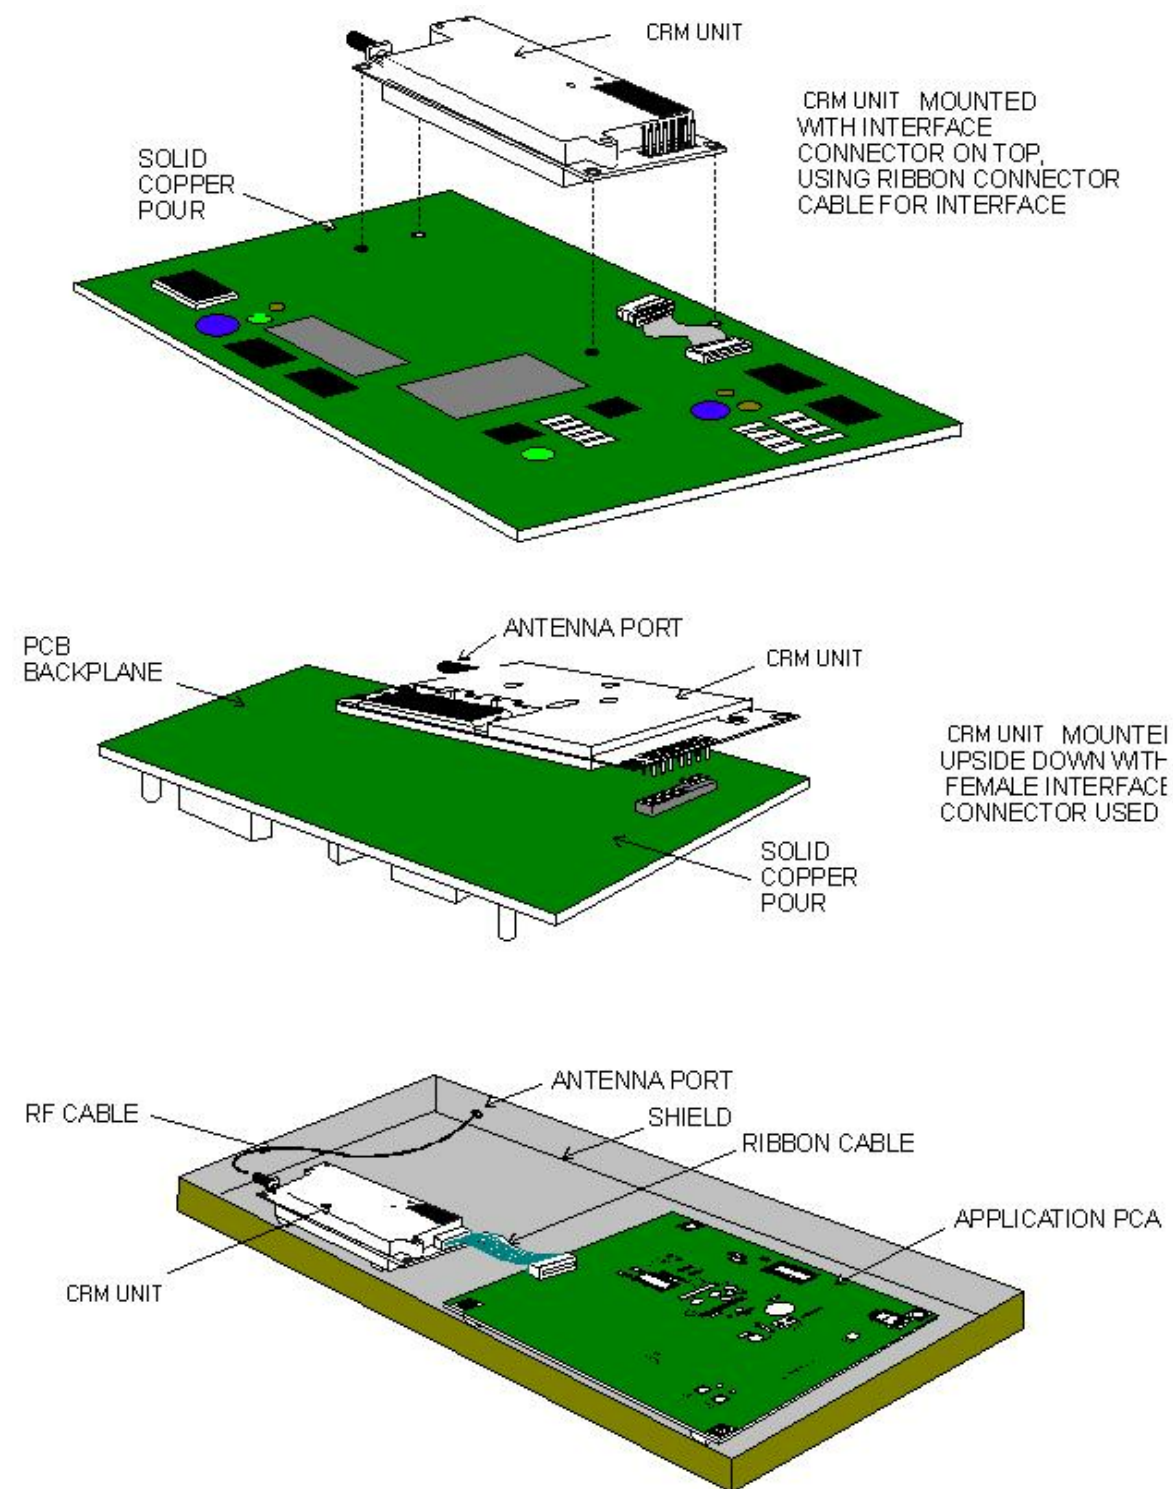 CRM UNIT
CRM UNIT MOUNTED
WITH INTERFACE
CONNECTOR ON TOP,
USING RIBBON CONNECTOR
CABLE FOR INTERFACE
SOLID
COPPER
POUR
ANTENNA PORT
PCB
BACKPLANE
CRM UNIT
CRM UNIT MOUNTE
UPSIDE DOWN WITH
FEMALE INTERFACE
CONNECTOR USED
SOLID
COPPER
POUR
ANTENNA PORT
RF CABLE
SHIELD
RIBBON CABLE
APPLICATION PCA
CRM UNIT